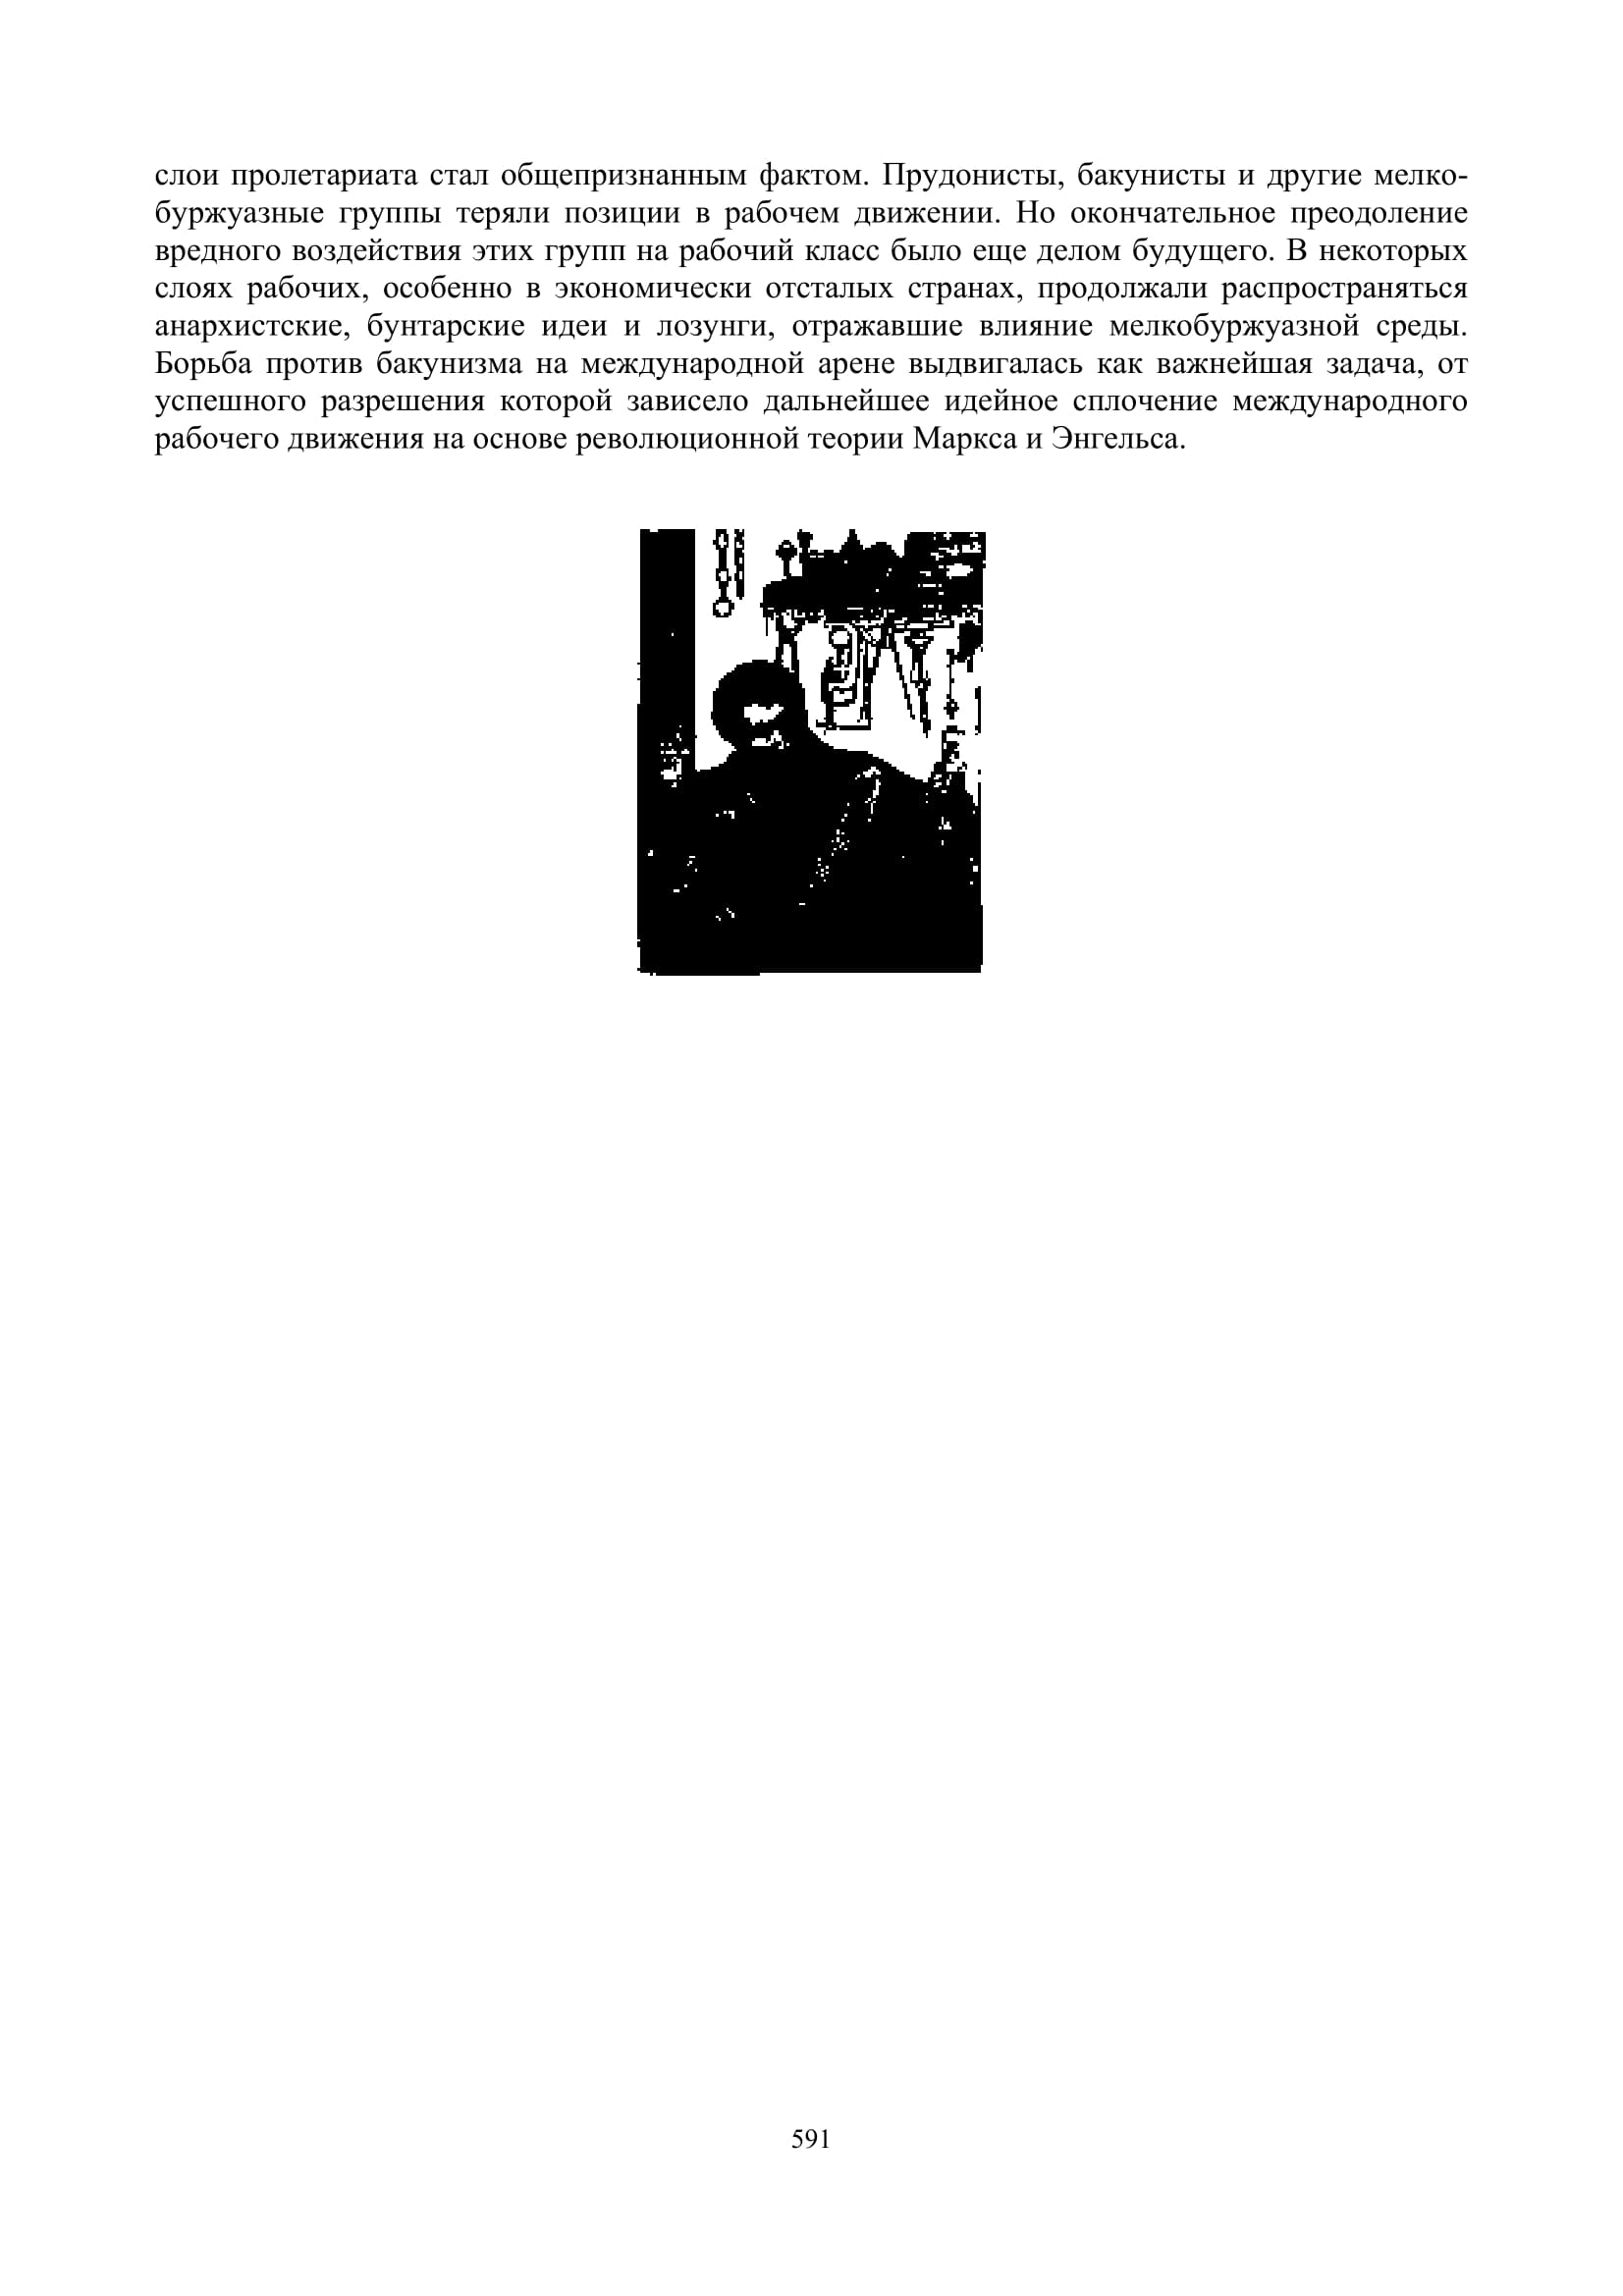 слои пролетариата стал общепризнанным фактом. Прудонисты, бакунисты и другие мелко-
буржуазные группы теряли позиции в рабочем движении. Но окончательное преодоление
вредного воздействия этих групп на рабочий класс было еще делом будущего. В некоторых
слоях рабочих, особенно в экономически отсталых странах, продолжали распространяться
анархистские, бунтарские идеи и лозунги, отражавшие влияние мелкобуржуазной среды.
Борьба против бакунизма на международной арене выдвигалась как важнейшая задача, от
успешного разрешения которой зависело дальнейшее идейное сплочение международного
рабочего движения на основе революционной теории Маркса и Энгельса.
591